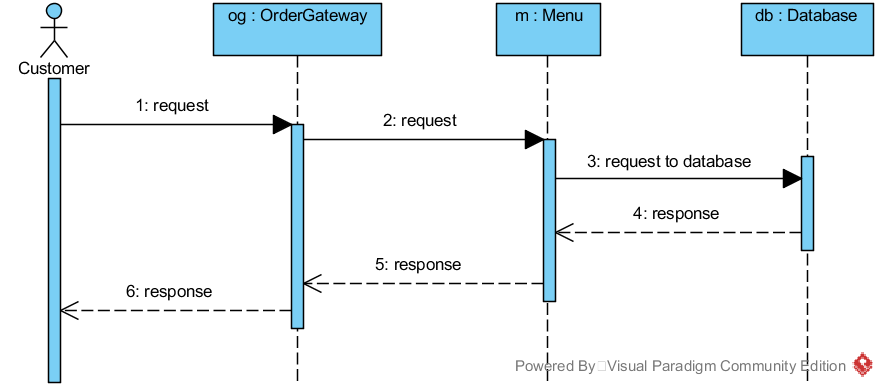 og : OrderGateway
m : Menu
db : Database
Customer
1: request
2: request
3: request to database
4: response
5: response
6: response
Powered By Visual Paradigm Community Edition